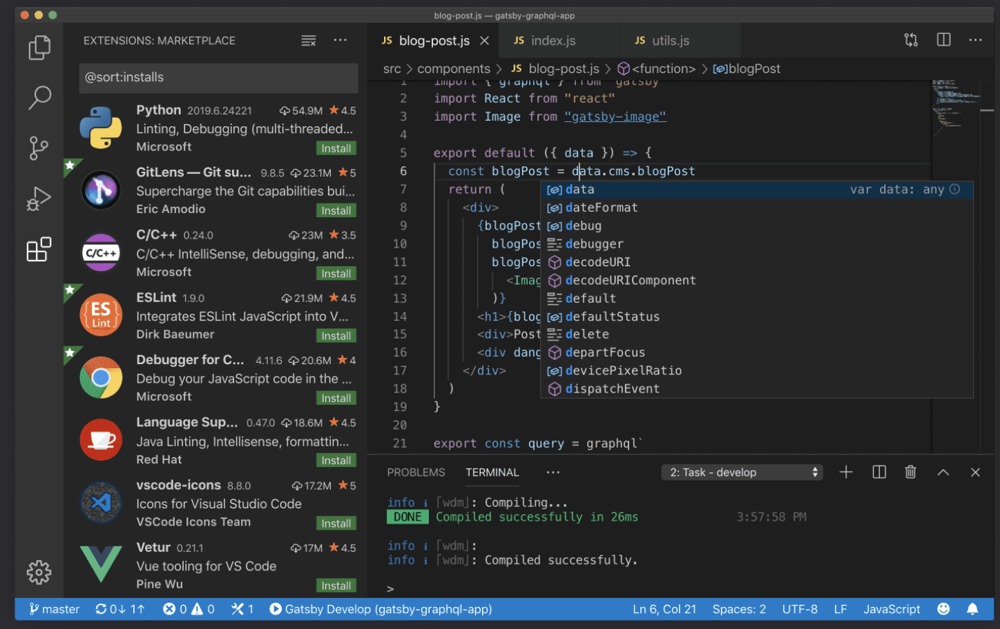 blog-post.js — gatsby-graphql-app
EXTENSIONS: MARKETPLACE
@sort:installs
Python 2019.6.24221 54.9M 4.5
Linting, Debugging (multi-threaded...
Microsoft Install
GitLens — Git su... 9.8.5 23.1M 5
Supercharge the Git capabilities bui...
Eric Amodio Install
C/C++
C/C++ 0.24.0 23M 3.5
C/C++ IntelliSense, debugging, and...
Microsoft Install
ES Lint
ESLint 1.9.0 21.9M 4.5
Integrates ESLint JavaScript into V...
Dirk Baeumer Install
Debugger for C... 4.11.6 20.6M 4
Debug your JavaScript code in the ...
Microsoft Install
Language Sup... 0.47.0 18.6M 4.5
Java Linting, Intellisense, formattin...
Red Hat Install
vscode-icons 8.8.0 17.2M 5
Icons for Visual Studio Code
VSCode Icons Team Install
Vetur 0.21.1 17M 4.5
Vue tooling for VS Code
Pine Wu Install
JS blog-post.js JS index.js JS utils.js
src > components > JS blog-post.js > <function> > blogPost
1 import { graphql } from "gatsby"
2 import React from "react"
3 import Image from "gatsby-image"
4
5 export default ({ data }) => {
6 const blogPost = data.cms.blogPost
7 return (
8 <div>
9 {blogPost
10 blogPos
11 blogPos
12 <Imag
13 )}
14 <h1>{blog
15 <div>Post
16 <div dang
17 </div>
18 )
19 }
20
21 export const query = graphql`
data var data: any
dateFormat
debug
debugger
decodeURI
decodeURIComponent
default
defaultStatus
delete
departFocus
devicePixelRatio
dispatchEvent
PROBLEMS TERMINAL ... 2: Task - develop
info i ｢wdm｣: Compiling...
DONE Compiled successfully in 26ms 3:57:58 PM
info i ｢wdm｣:
info i ｢wdm｣: Compiled successfully.
>
master 0↓ 1↑ 0 0 1 Gatsby Develop (gatsby-graphql-app) Ln 6, Col 21 Spaces: 2 UTF-8 LF JavaScript